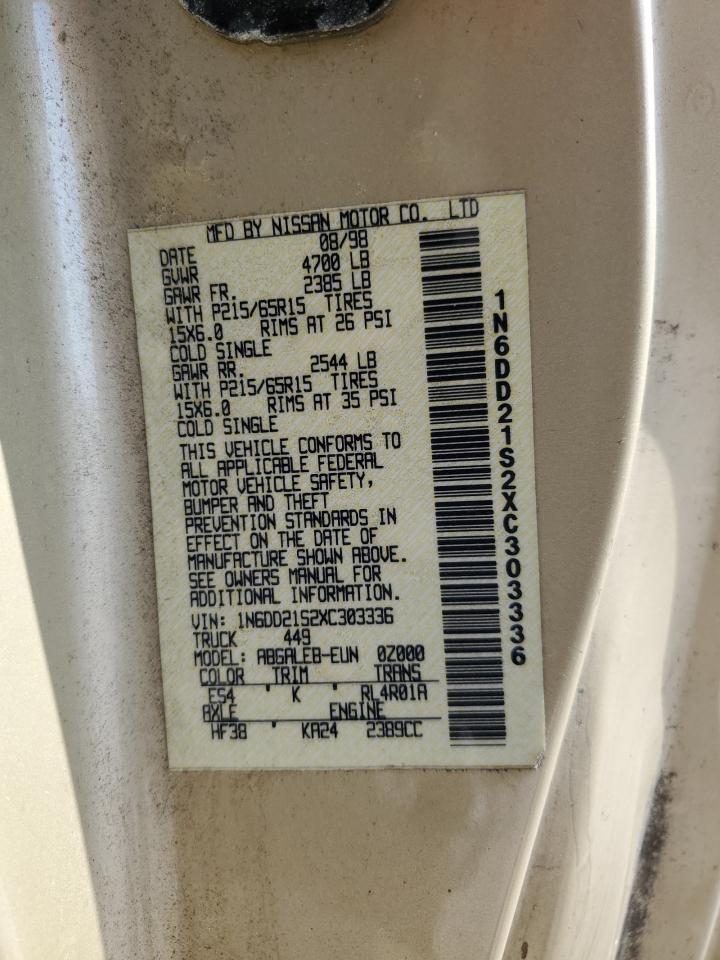 MFD BY NISSAN MOTOR CO. LTD
DATE 08/98
GVWR 4700 LB
GAWR FR. 2385 LB
WITH P215/65R15 TIRES
15X6.0 RIMS AT 26 PSI
COLD SINGLE
GAWR RR. 2544 LB
WITH P215/65R15 TIRES
15X6.0 RIMS AT 35 PSI
COLD SINGLE
THIS VEHICLE CONFORMS TO
ALL APPLICABLE FEDERAL
MOTOR VEHICLE SAFETY,
BUMPER AND THEFT
PREVENTION STANDARDS IN
EFFECT ON THE DATE OF
MANUFACTURE SHOWN ABOVE.
SEE OWNERS MANUAL FOR
ADDITIONAL INFORMATION.
VIN: 1N6DD21S2XC303336
TRUCK 449
MODEL: ABGALEB-EUN 0Z000
COLOR TRIM TRANS
ES4 ' K ' RL4R01A
AXLE ENGINE
HF38 ' KA24 2389CC
1N6DD21S2XC303336